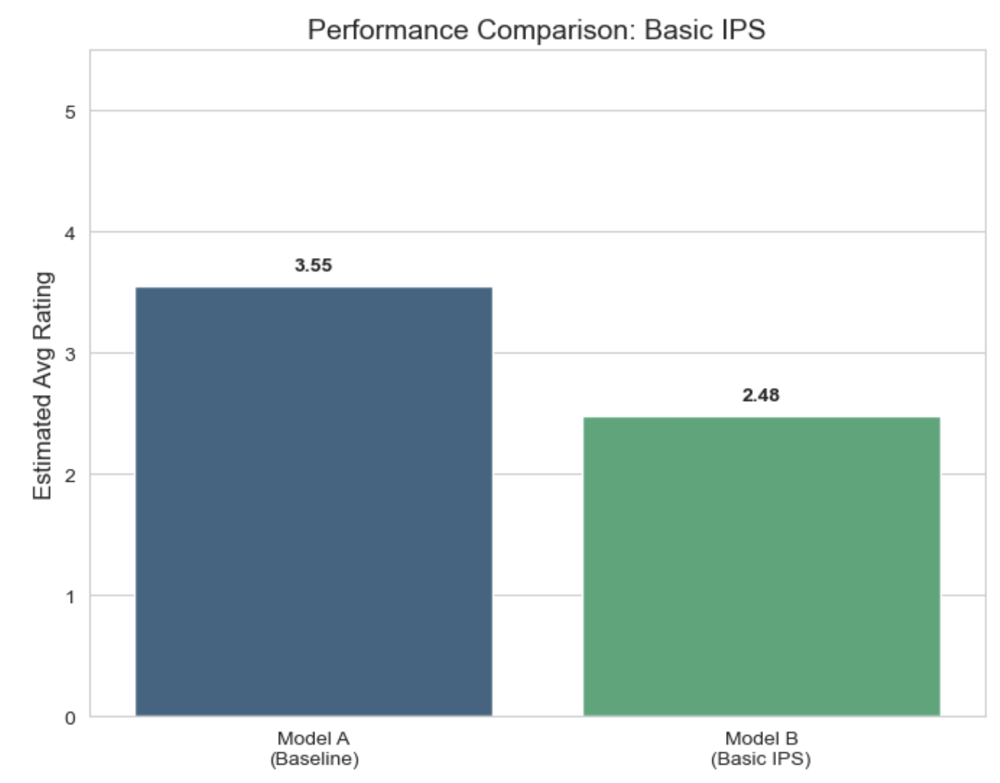 Performance Comparison: Basic IPS
Estimated Avg Rating
5
4
3
2
1
0
3.55
2.48
Model A
(Baseline)
Model B
(Basic IPS)